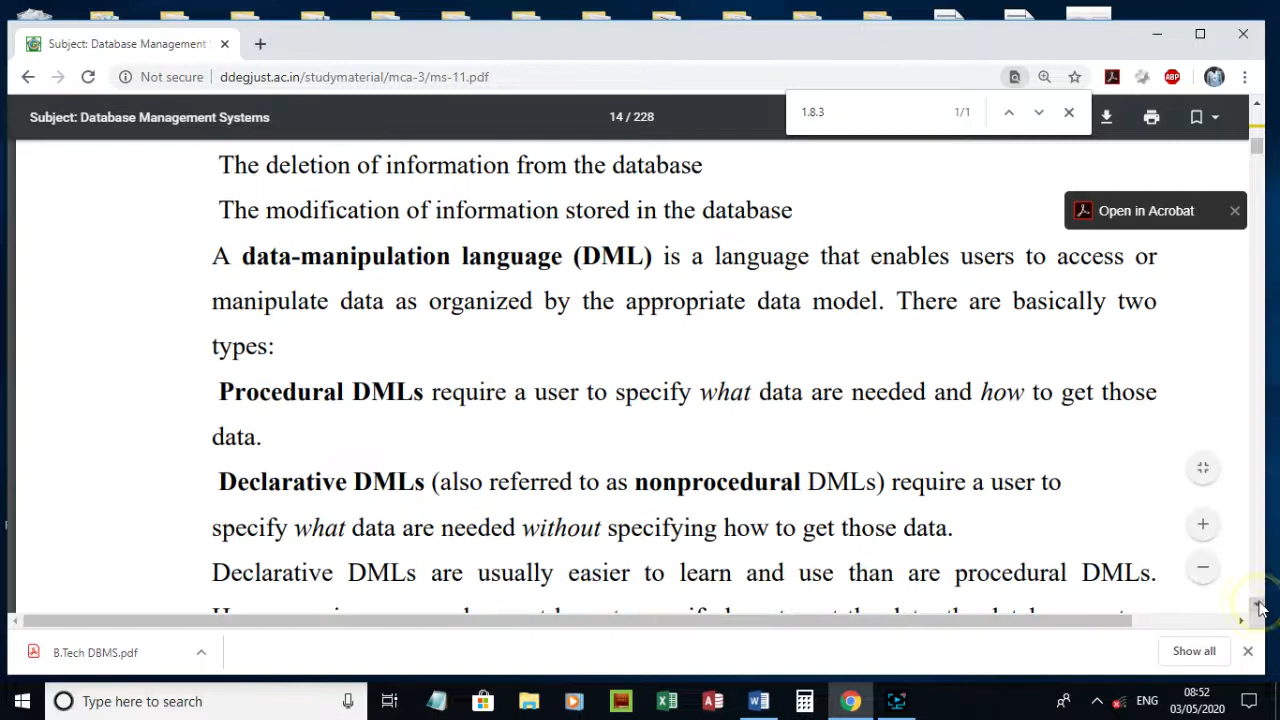 Subject: Database Management
Not secure
ddegjust.ac.in/studymaterial/mca-3/ms-11.pdf
ABP
Subject: Database Management Systems
14 / 228
1.8.3
1/1
The deletion of information from the database
The modification of information stored in the database
Open in Acrobat
A data-manipulation language (DML) is a language that enables users to access or
manipulate data as organized by the appropriate data model. There are basically two
types:
Procedural DMLs require a user to specify what data are needed and how to get those
data.
Declarative DMLs (also referred to as nonprocedural DMLs) require a user to
specify what data are needed without specifying how to get those data.
Declarative DMLs are usually easier to learn and use than are procedural DMLs.
B.Tech DBMS.pdf
Show all
Type here to search
ENG
08:52
03/05/2020